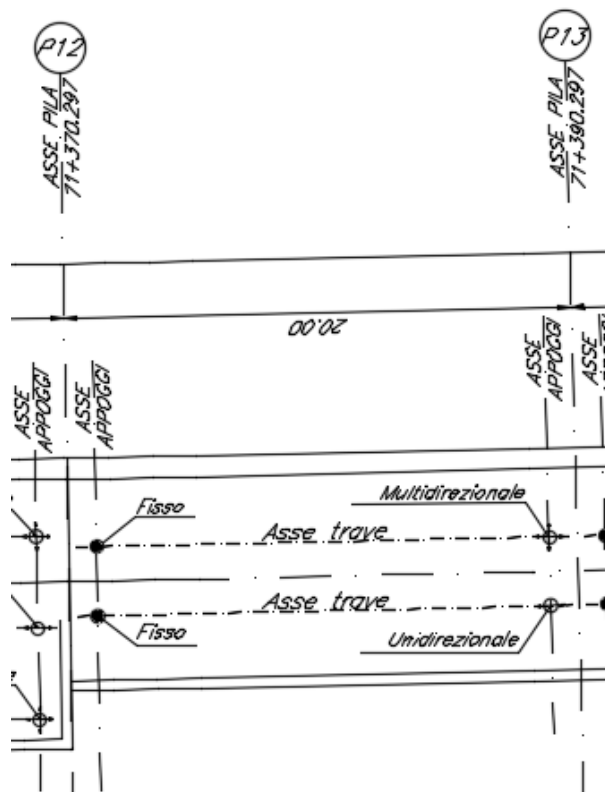 P12
P13
ASSE PILA
71+370.297
ASSE PILA
71+390.297
20.00
ASSE
APPOGGI
ASSE
APPOGGI
ASSE
APPOGGI
ASSE
Fisso
Multidirezionale
Asse trave
Asse trave
Fisso
Unidirezionale